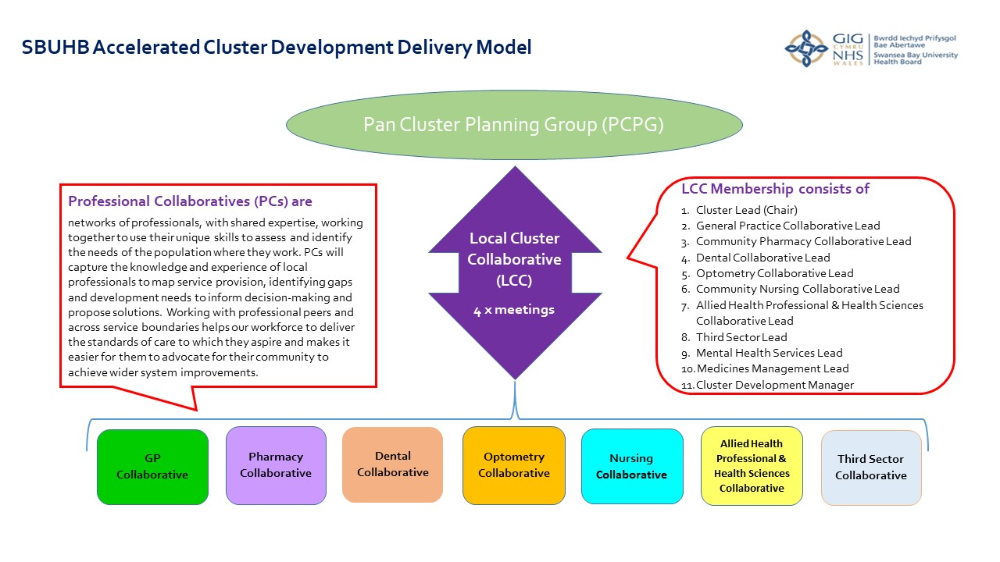 SBUHB Accelerated Cluster Development Delivery Model
GIG
CYMRU
NHS
WALES
Bwrdd Iechyd Prifysgol
Bae Abertawe
Swansea Bay University
Health Board
Pan Cluster Planning Group (PCPG)
Professional Collaboratives (PCs) are
networks of professionals, with shared expertise, working
together to use their unique skills to assess and identify
the needs of the population where they work. PCs will
capture the knowledge and experience of local
professionals to map service provision, identifying gaps
and development needs to inform decision-making and
propose solutions. Working with professional peers and
across service boundaries helps our workforce to deliver
the standards of care to which they aspire and makes it
easier for them to advocate for their community to
achieve wider system improvements.
Local Cluster
Collaborative
(LCC)
4 x meetings
LCC Membership consists of
1. Cluster Lead (Chair)
2. General Practice Collaborative Lead
3. Community Pharmacy Collaborative Lead
4. Dental Collaborative Lead
5. Optometry Collaborative Lead
6. Community Nursing Collaborative Lead
7. Allied Health Professional & Health Sciences
Collaborative Lead
8. Third Sector Lead
9. Mental Health Services Lead
10. Medicines Management Lead
11. Cluster Development Manager
GP
Collaborative
Pharmacy
Collaborative
Dental
Collaborative
Optometry
Collaborative
Nursing
Collaborative
Allied Health
Professional &
Health Sciences
Collaborative
Third Sector
Collaborative